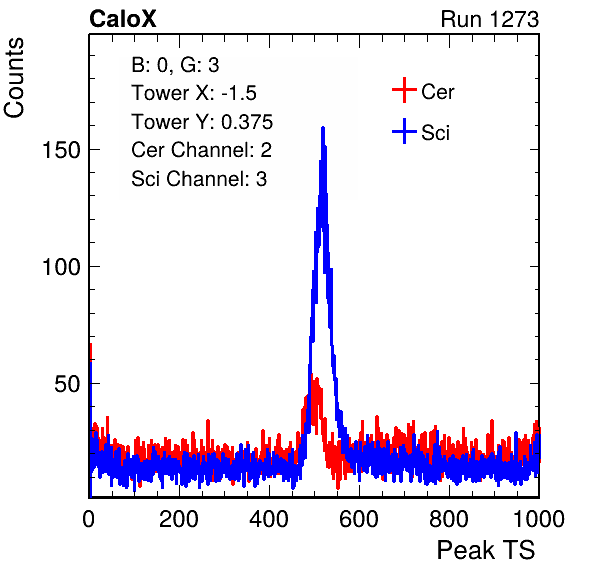 CaloX Run 1273
Counts
B: 0, G: 3
Tower X: -1.5
Tower Y: 0.375
Cer Channel: 2
Sci Channel: 3
Cer
Sci
150
100
50
0 200 400 600 800 1000
Peak TS